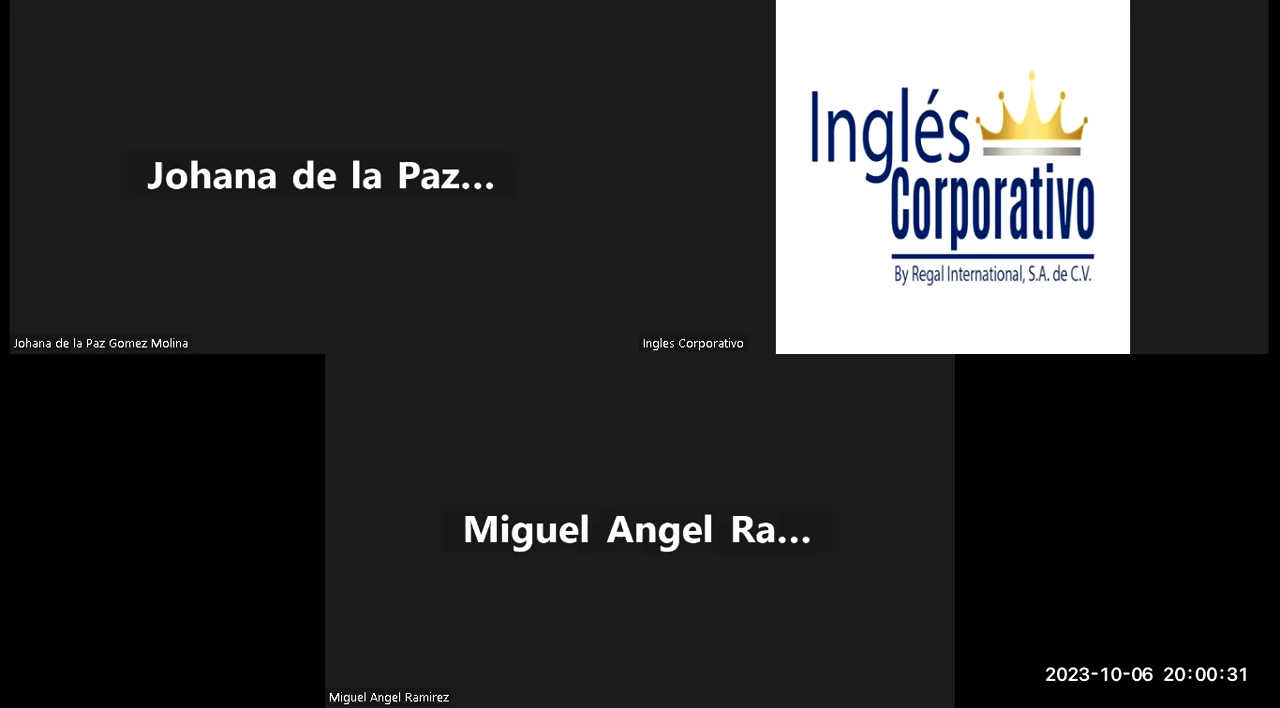 Johana de la Paz...
Johana de la Paz Gomez Molina
Inglés
Corporativo
By Regal International, S.A. de C.V.
Ingles Corporativo
Miguel Angel Ra...
Miguel Angel Ramirez
2023-10-06 20:00:31